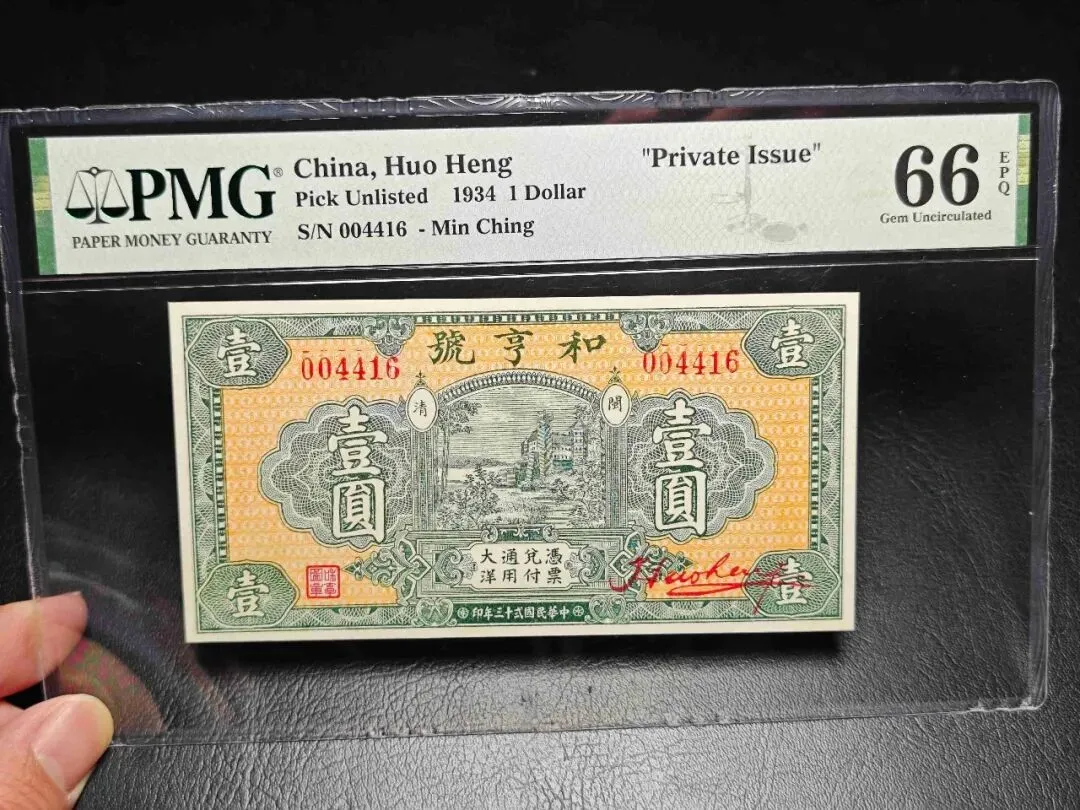 PMG®
PAPER MONEY GUARANTY
China, Huo Heng
Pick Unlisted 1934 1 Dollar
S/N 004416 - Min Ching
"Private Issue"
66
EPQ
Gem Uncirculated
壹
和亨號
壹
004416
004416
閩
清
壹圓
壹圓
憑票兌付通用大洋
壹
壹
中華民國弍十三年印